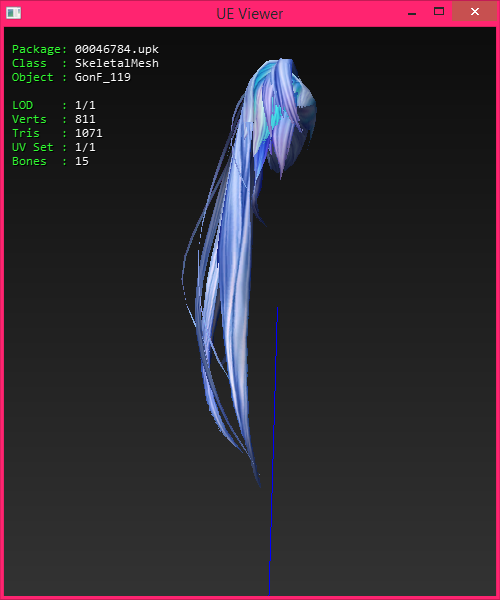 UE Viewer
Package: 00046784.upk
Class  : SkeletalMesh
Object : GonF_119
LOD    : 1/1
Verts  : 811
Tris   : 1071
UV Set : 1/1
Bones  : 15